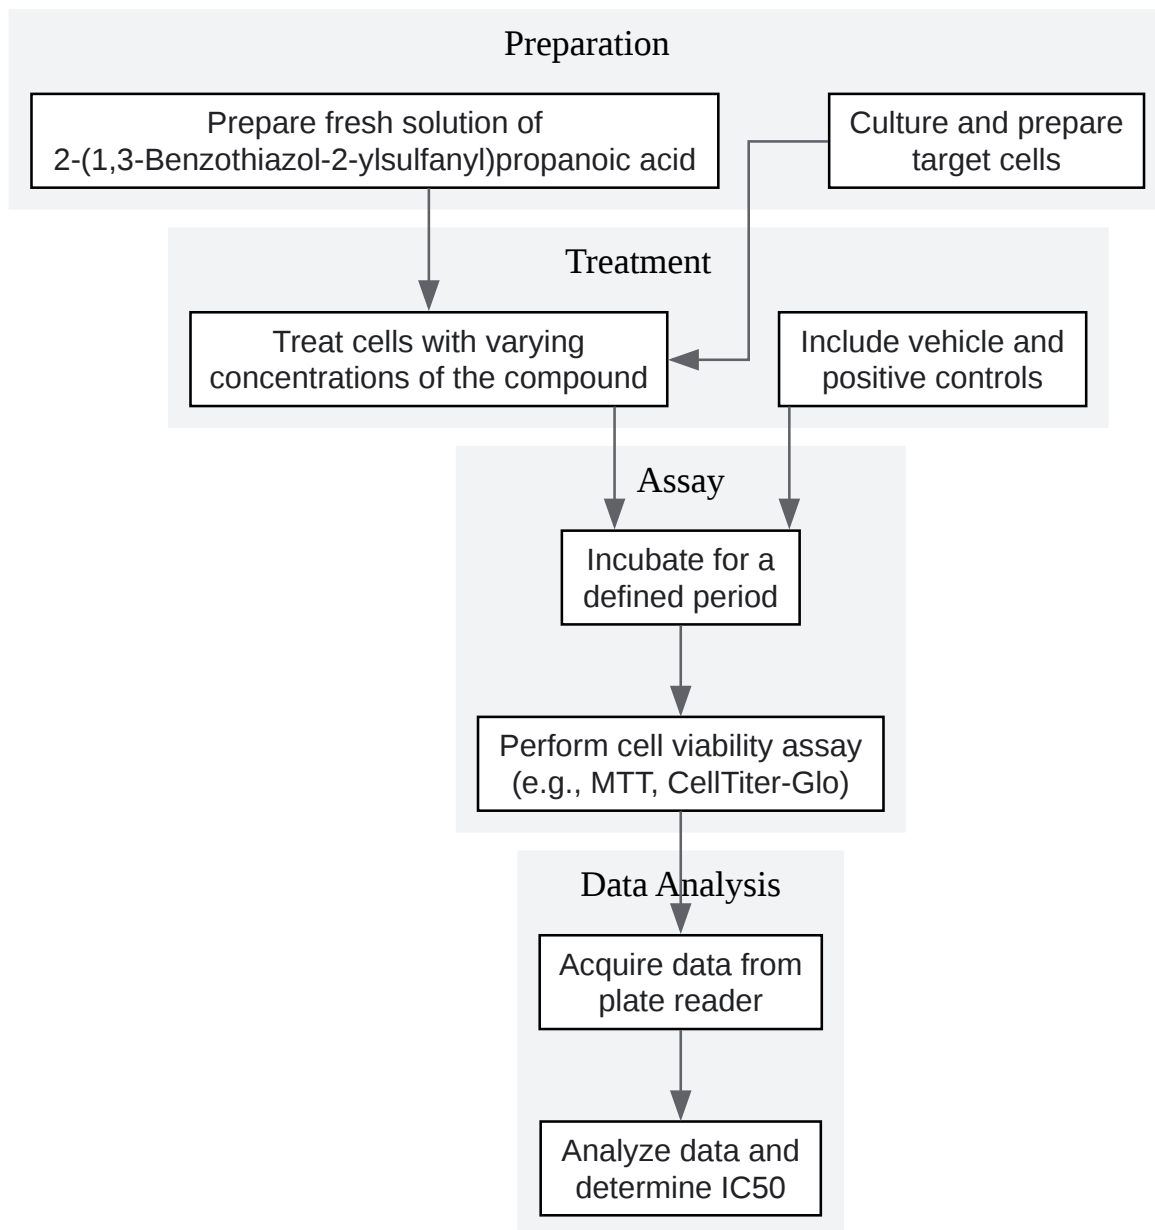 Preparation
Prepare fresh solution of
2-(1,3-Benzothiazol-2-ylsulfanyl)propanoic acid
Culture and prepare
target cells
Treatment
Treat cells with varying
concentrations of the compound
Include vehicle and
positive controls
Assay
Incubate for a
defined period
Perform cell viability assay
(e.g., MTT, CellTiter-Glo)
Data Analysis
Acquire data from
plate reader
Analyze data and
determine IC50